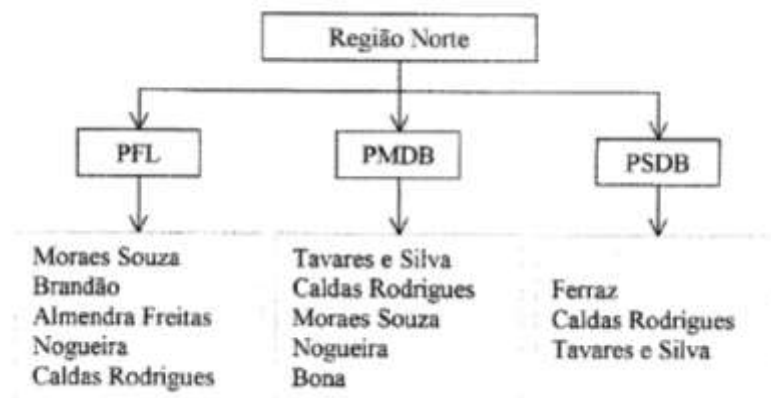 Região Norte
PFL
PMDB
PSDB
Moraes Souza
Brandão
Almendra Freitas
Nogueira
Caldas Rodrigues
Tavares e Silva
Caldas Rodrigues
Moraes Souza
Nogueira
Bona
Ferraz
Caldas Rodrigues
Tavares e Silva